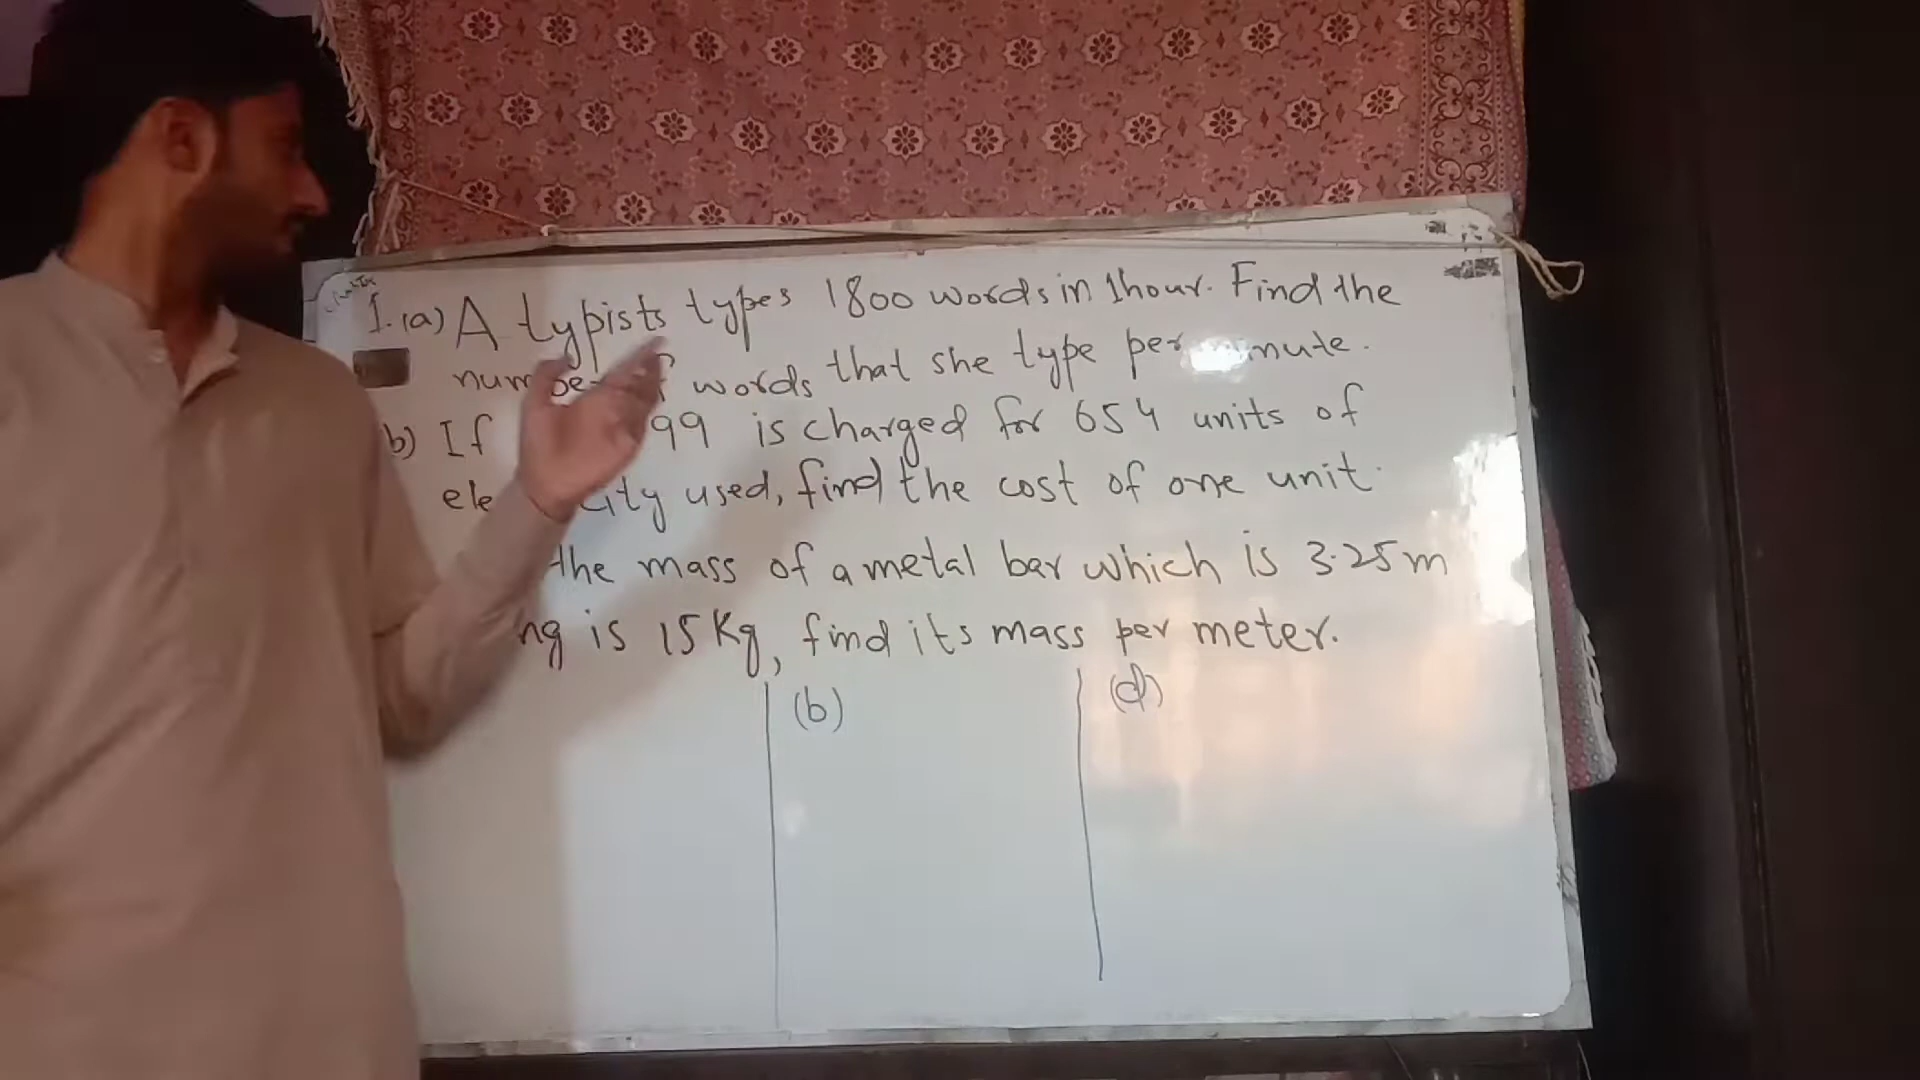 1.(a) A typists types 1800 words in 1hour. Find the
words that she type per
b) If 99 is charged for 654 units of
used, find the cost of one unit.
the mass of a metal bar which is 3.25m
is 15Kg, find its mass per meter.
(b)
(d)